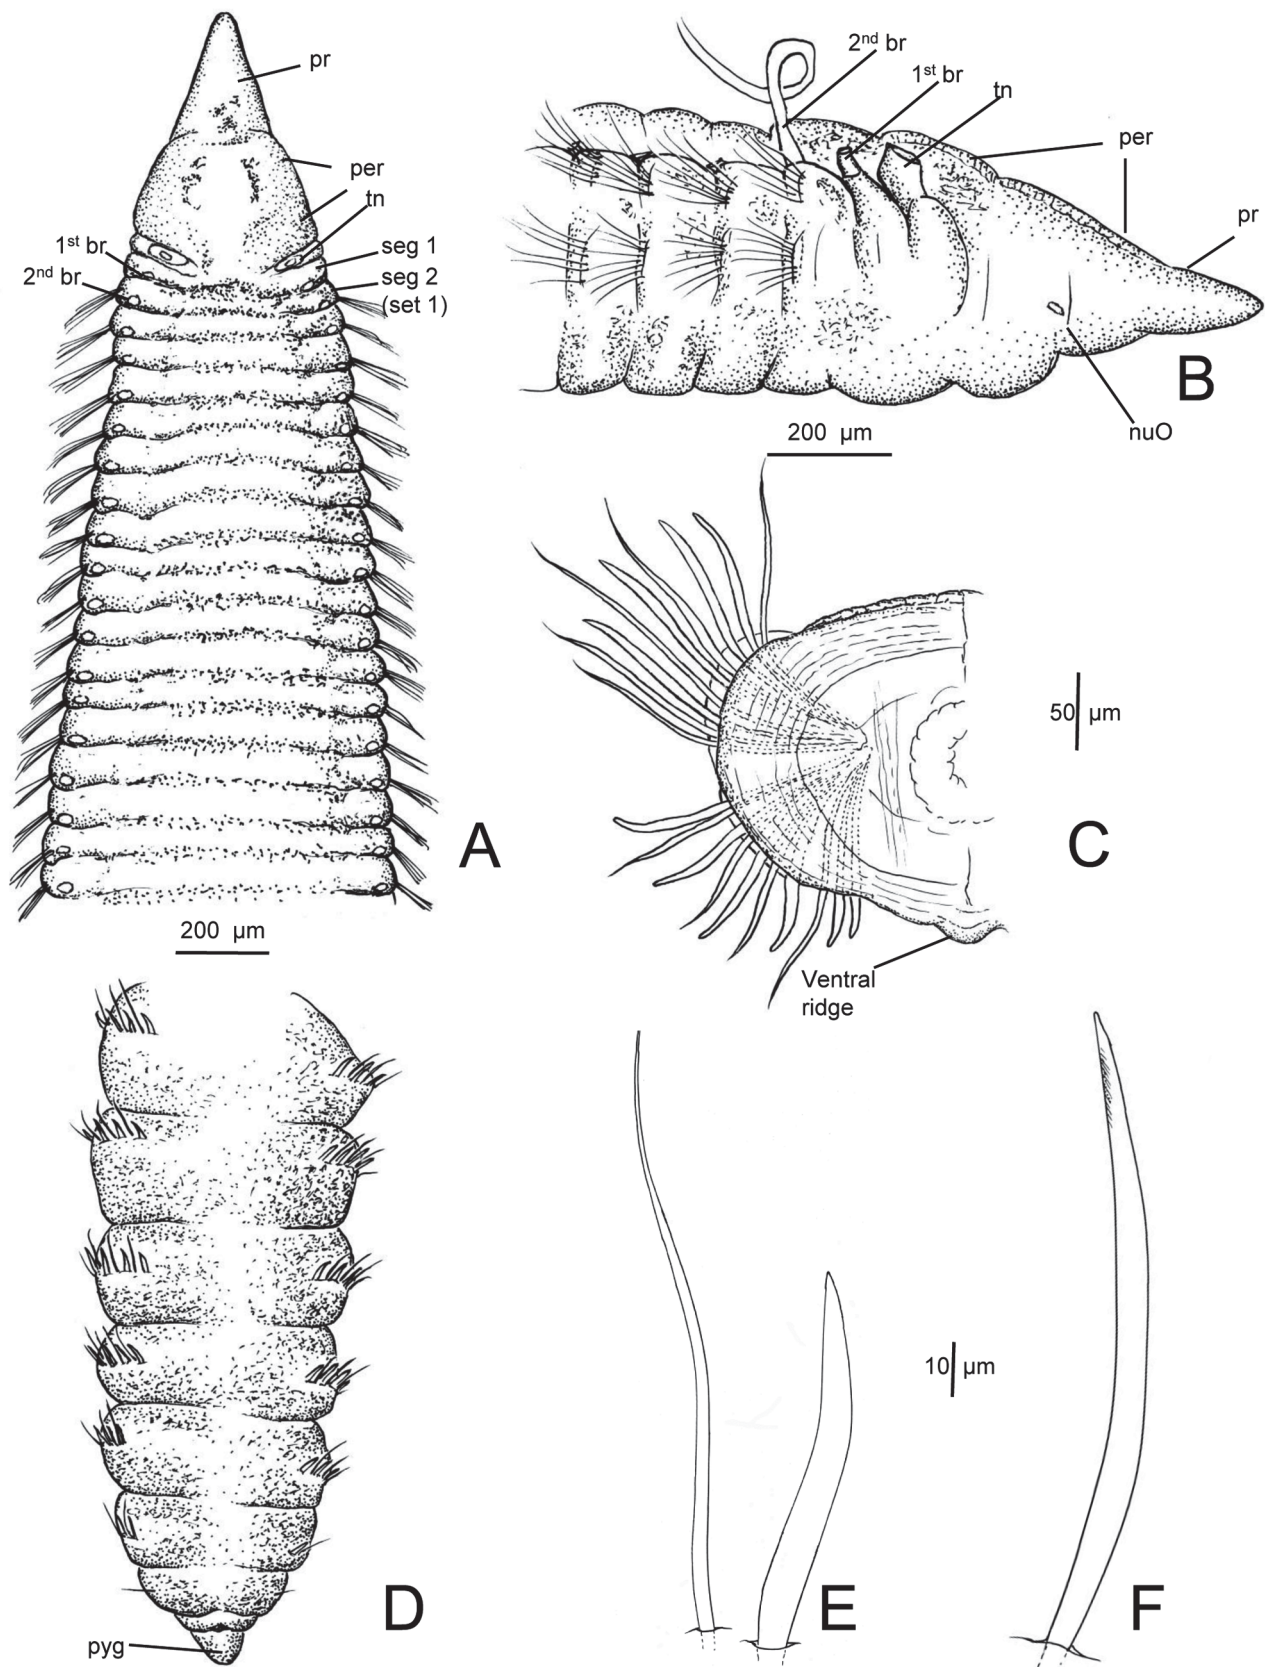 pr
per
tn
1st br
2nd br
seg 1
seg 2
(set 1)
A
200 µm
2nd br
1st br
tn
per
pr
B
nuO
200 µm
50 µm
C
Ventral
ridge
D
pyg
10 µm
E
F